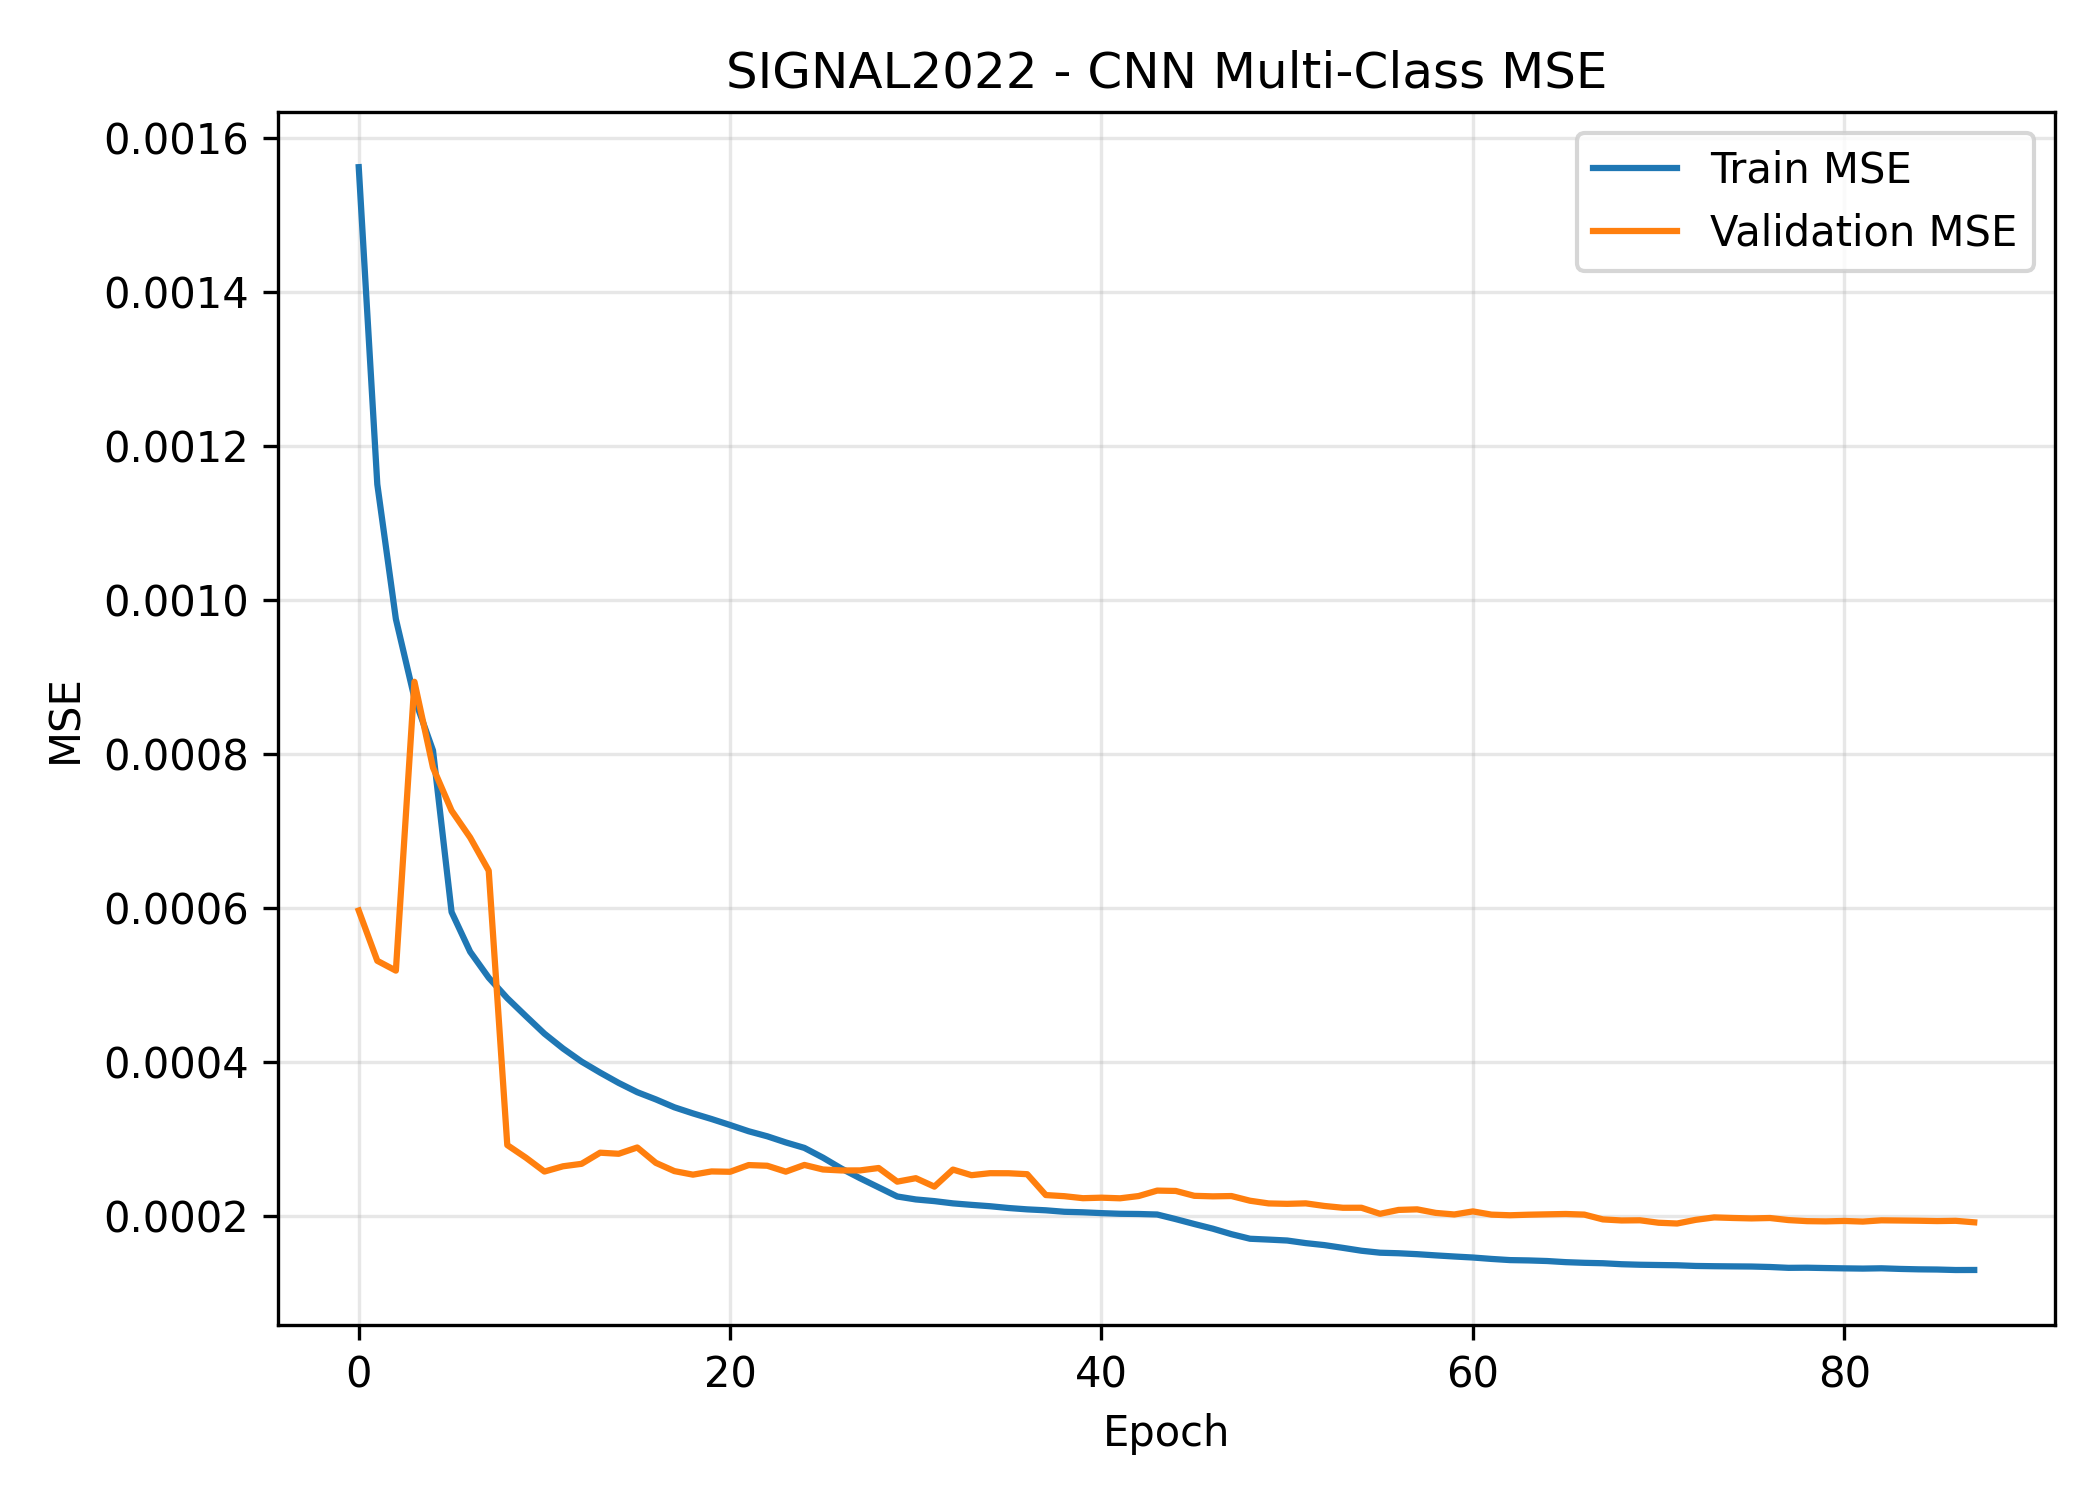 SIGNAL2022 - CNN Multi-Class MSE
Train MSE
Validation MSE
MSE
0.0016
0.0014
0.0012
0.0010
0.0008
0.0006
0.0004
0.0002
0 20 40 60 80
Epoch